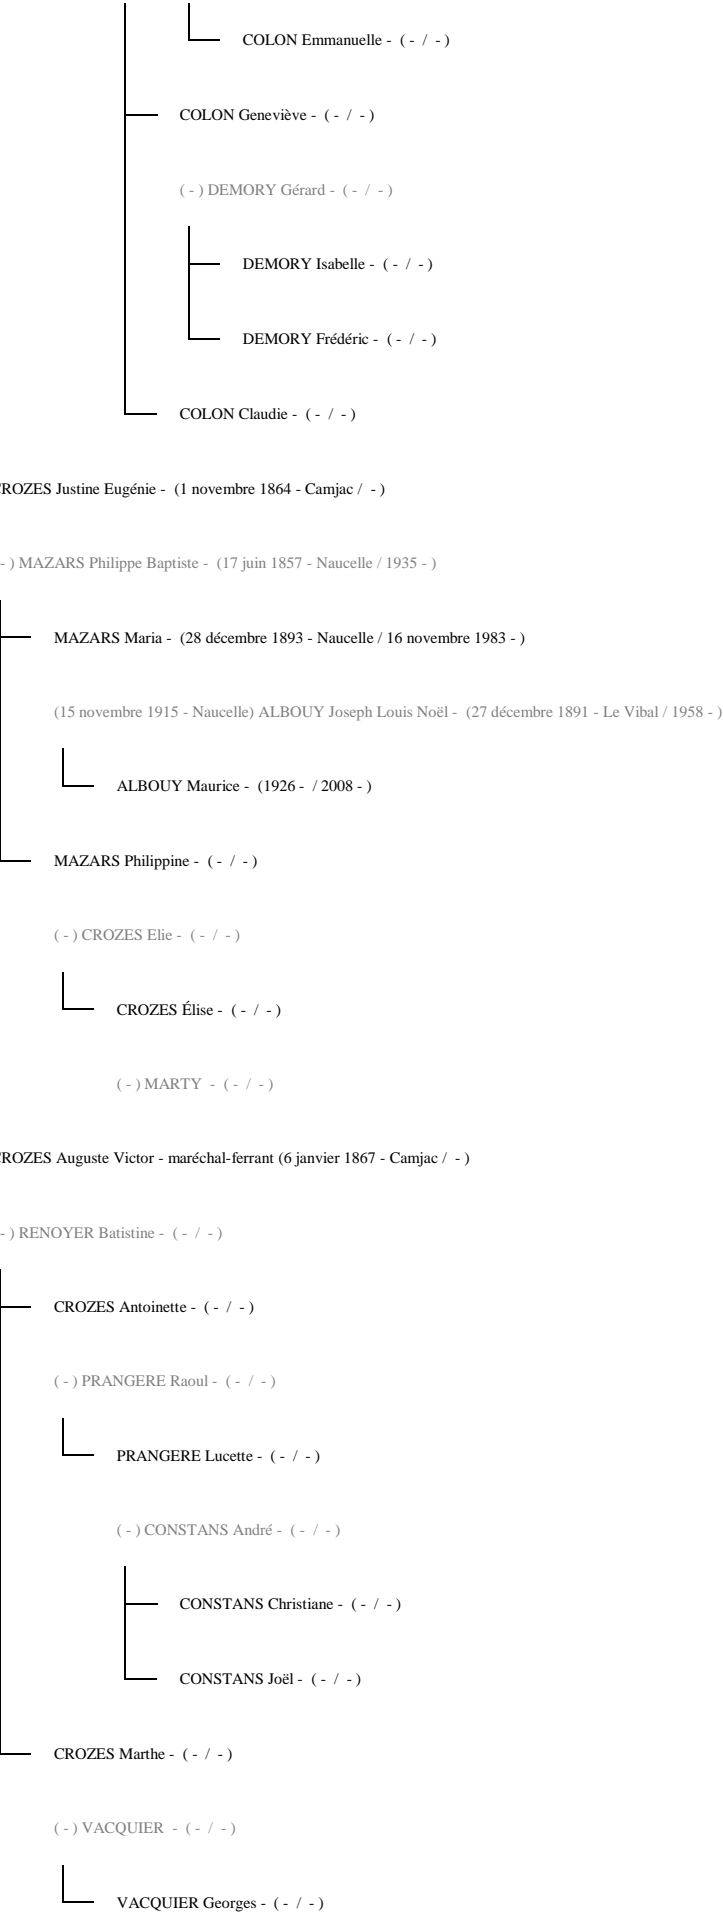 COLON Emmanuelle - ( - / - )
COLON Geneviève - ( - / - )
( - ) DEMORY Gérard - ( - / - )
DEMORY Isabelle - ( - / - )
DEMORY Frédéric - ( - / - )
COLON Claudie - ( - / - )
ROZES Justine Eugénie - (1 novembre 1864 - Camjac / - )
- ) MAZARS Philippe Baptiste - (17 juin 1857 - Naucelle / 1935 - )
MAZARS Maria - (28 décembre 1893 - Naucelle / 16 novembre 1983 - )
(15 novembre 1915 - Naucelle) ALBOUY Joseph Louis Noël - (27 décembre 1891 - Le Vibal / 1958 - )
ALBOUY Maurice - (1926 - / 2008 - )
MAZARS Philippine - ( - / - )
( - ) CROZES Elie - ( - / - )
CROZES Élise - ( - / - )
( - ) MARTY - ( - / - )
ROZES Auguste Victor - maréchal-ferrant (6 janvier 1867 - Camjac / - )
- ) RENOYER Batistine - ( - / - )
CROZES Antoinette - ( - / - )
( - ) PRANGERE Raoul - ( - / - )
PRANGERE Lucette - ( - / - )
( - ) CONSTANS André - ( - / - )
CONSTANS Christiane - ( - / - )
CONSTANS Joël - ( - / - )
CROZES Marthe - ( - / - )
( - ) VACQUIER - ( - / - )
VACQUIER Georges - ( - / - )